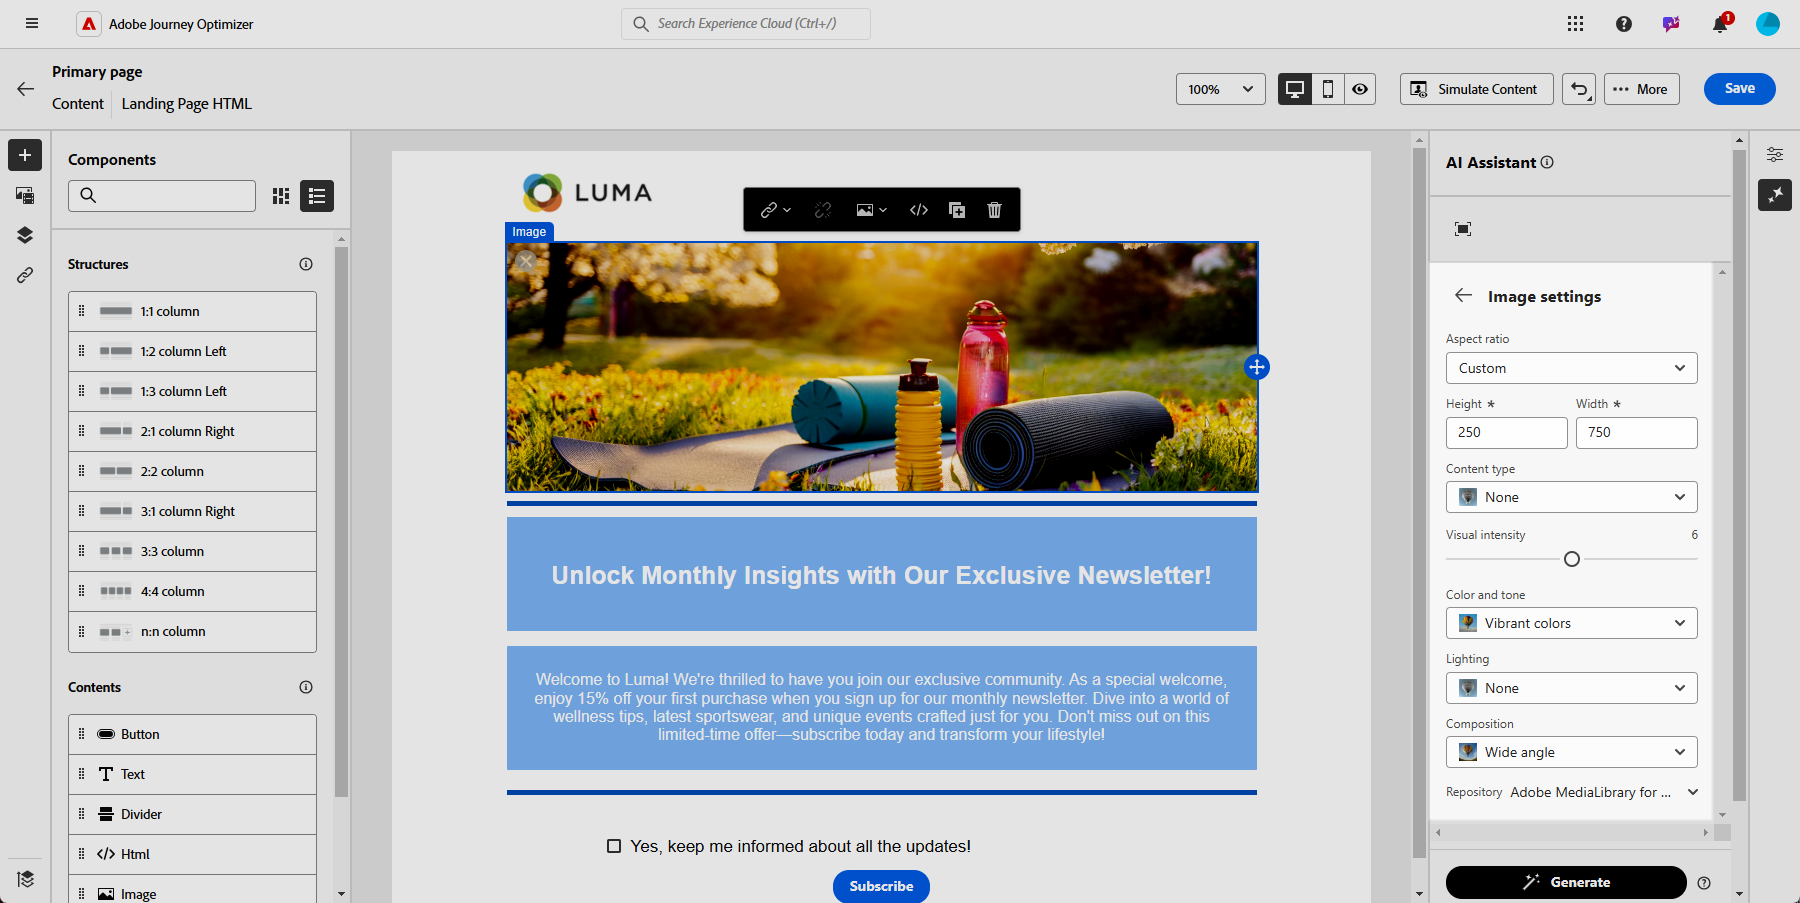 Adobe Journey Optimizer
Search Experience Cloud (Ctrl+/)
1
Primary page
Content
Landing Page HTML
100%
Simulate Content
More
Save
Components
Structures
1:1 column
1:2 column Left
1:3 column Left
2:1 column Right
2:2 column
3:1 column Right
3:3 column
4:4 column
n:n column
Contents
Button
Text
Divider
Html
Image
LUMA
Image
Unlock Monthly Insights with Our Exclusive Newsletter!
Welcome to Luma! We're thrilled to have you join our exclusive community. As a special welcome,
enjoy 15% off your first purchase when you sign up for our monthly newsletter. Dive into a world of
wellness tips, latest sportswear, and unique events crafted just for you. Don't miss out on this
limited-time offer—subscribe today and transform your lifestyle!
Yes, keep me informed about all the updates!
Subscribe
AI Assistant
Image settings
Aspect ratio
Custom
Height *
Width *
250
750
Content type
None
Visual intensity
6
Color and tone
Vibrant colors
Lighting
None
Composition
Wide angle
Repository
Adobe MediaLibrary for ...
Generate